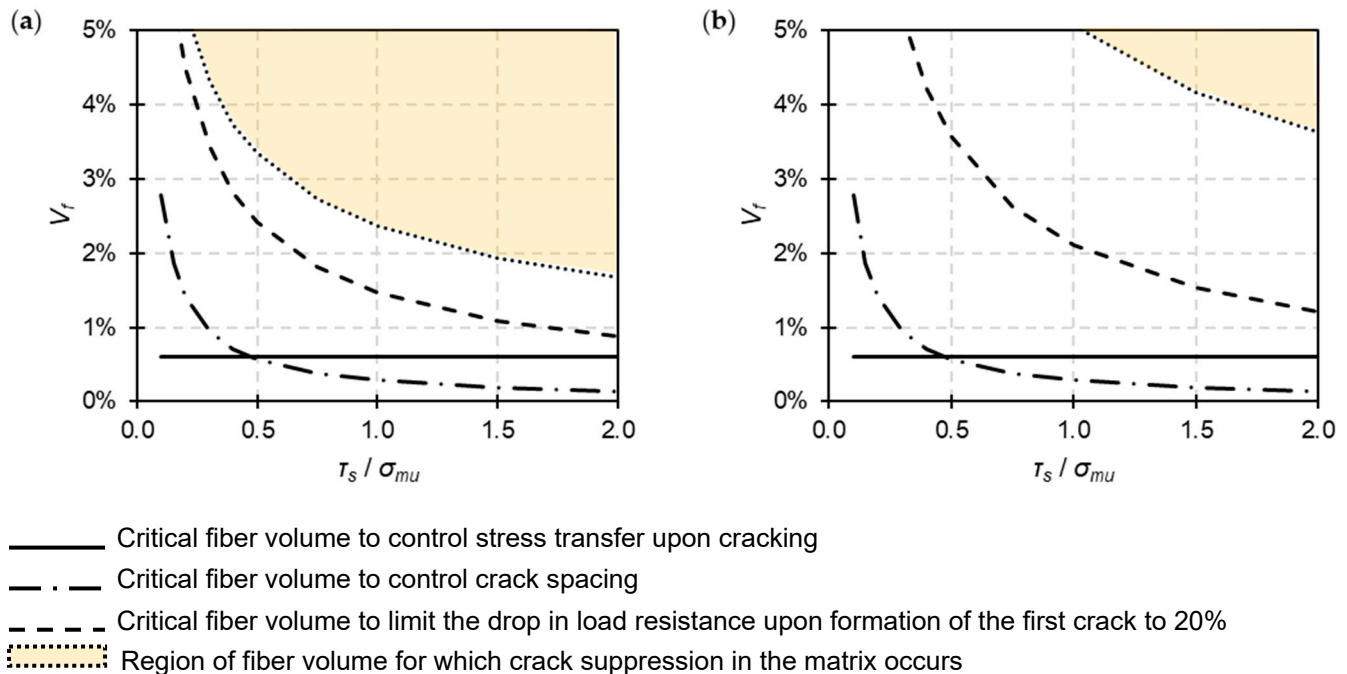 (a)
5%
4%
3%
2%
1%
0%
V_f
0.0 0.5 1.0 1.5 2.0
τ_s / σ_mu
(b)
5%
4%
3%
2%
1%
0%
V_f
0.0 0.5 1.0 1.5 2.0
τ_s / σ_mu
Critical fiber volume to control stress transfer upon cracking
Critical fiber volume to control crack spacing
Critical fiber volume to limit the drop in load resistance upon formation of the first crack to 20%
Region of fiber volume for which crack suppression in the matrix occurs